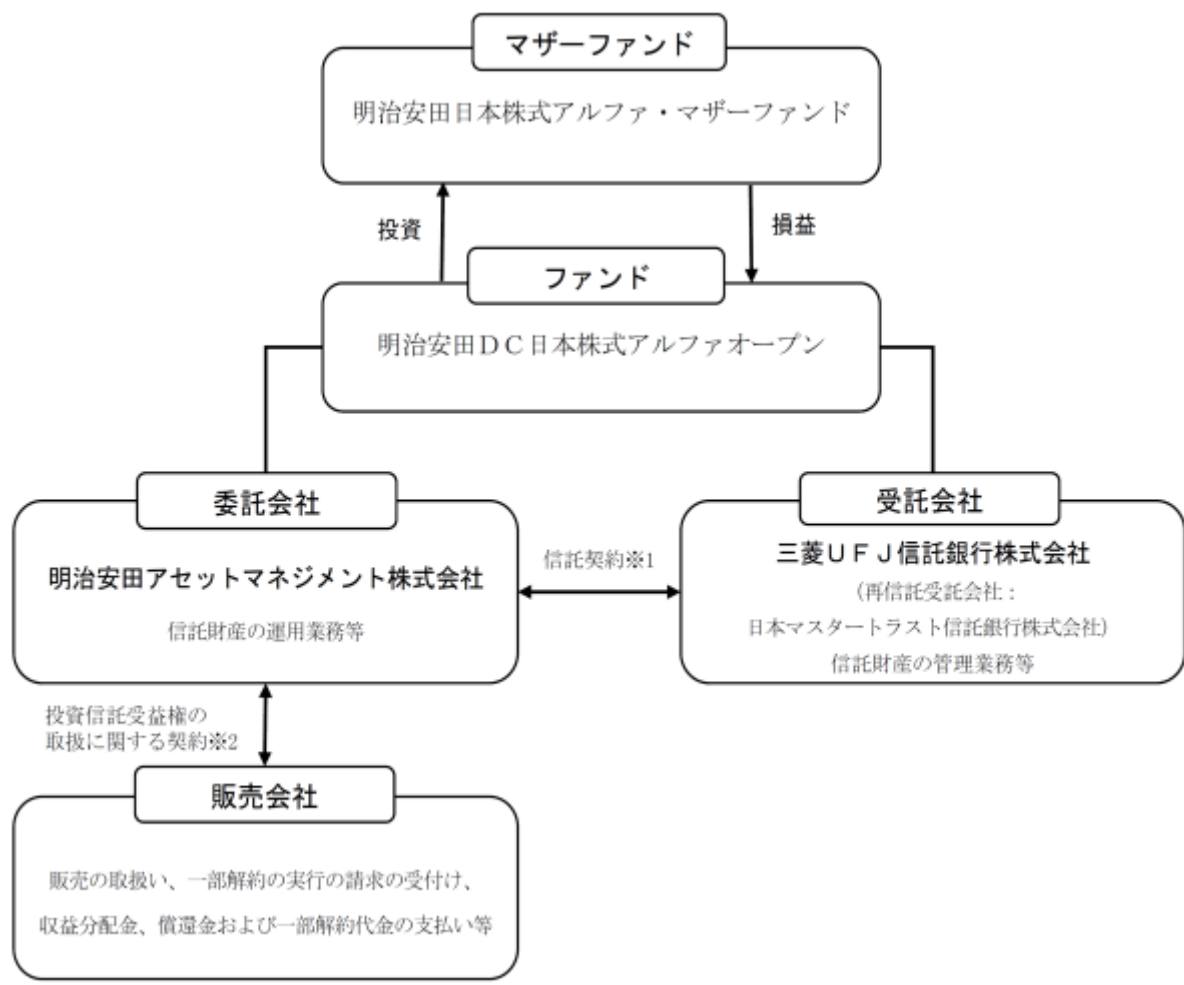 マザーファンド
明治安田日本株式アルファ・マザーファンド
投資
損益
ファンド
明治安田ＤＣ日本株式アルファオープン
委託会社
明治安田アセットマネジメント株式会社
信託財産の運用業務等
信託契約※1
受託会社
三菱ＵＦＪ信託銀行株式会社
（再信託受託会社：
日本マスタートラスト信託銀行株式会社）
信託財産の管理業務等
投資信託受益権の
取扱に関する契約※2
販売会社
販売の取扱い、一部解約の実行の請求の受付け、
収益分配金、償還金および一部解約代金の支払い等